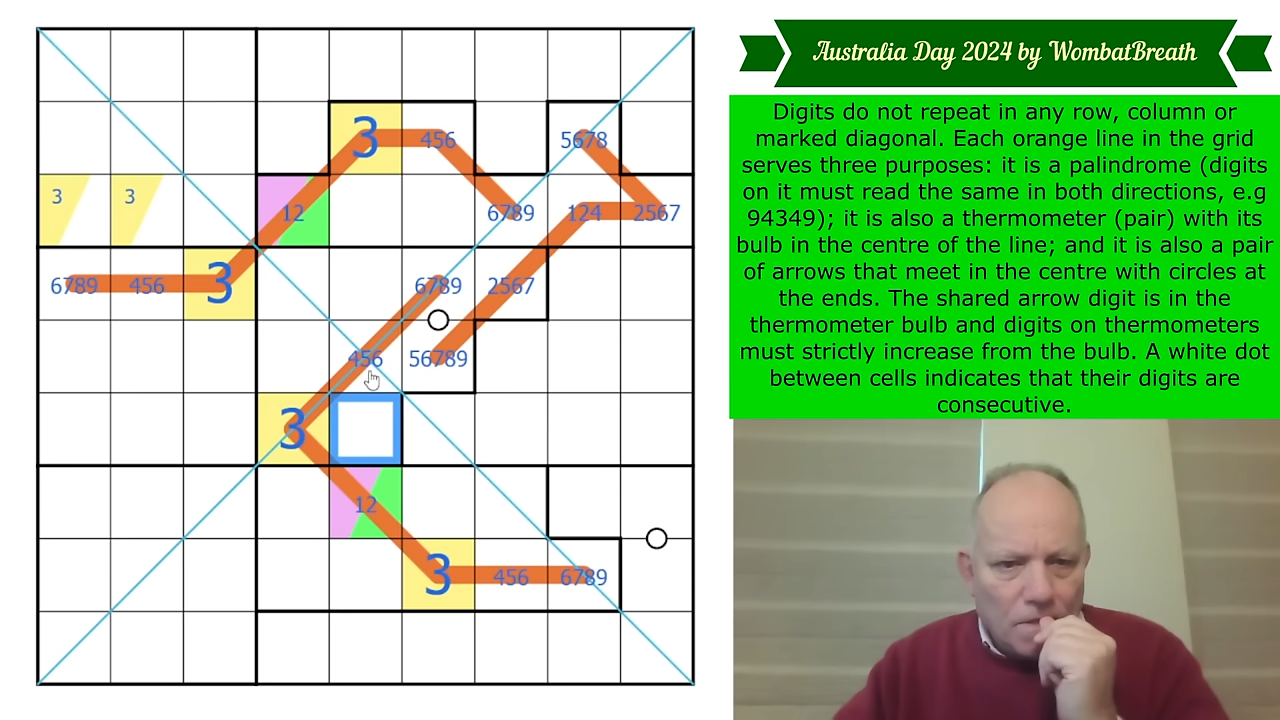 Australia Day 2024 by WombatBreath
Digits do not repeat in any row, column or
marked diagonal. Each orange line in the grid
serves three purposes: it is a palindrome (digits
on it must read the same in both directions, e.g
94349); it is also a thermometer (pair) with its
bulb in the centre of the line; and it is also a pair
of arrows that meet in the centre with circles at
the ends. The shared arrow digit is in the
thermometer bulb and digits on thermometers
must strictly increase from the bulb. A white dot
between cells indicates that their digits are
consecutive.
3 456 5678
3 3 12 6789 124 2567
6789 456 3 6789 2567
456 56789
3
12
3 456 6789